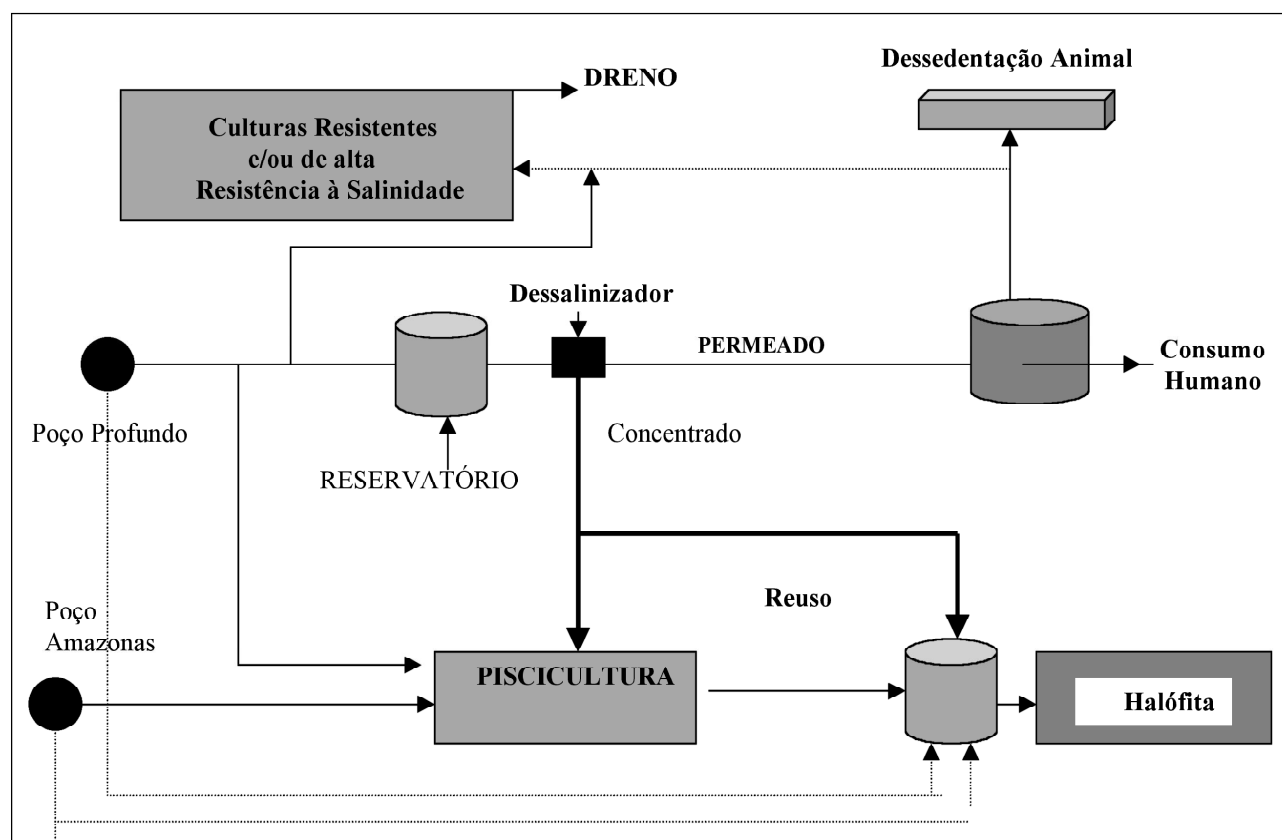 DRENO
Dessedentação Animal
Culturas Resistentes
c/ou dc alta
Resistência à Salinidade
Dessalinizador
PERMEADO
Consumo
Humano
Poço Profundo
Concentrado
RESERVATÓRIO
Reuso
Poço
Amazonas
PISCICULTURA
Halófita